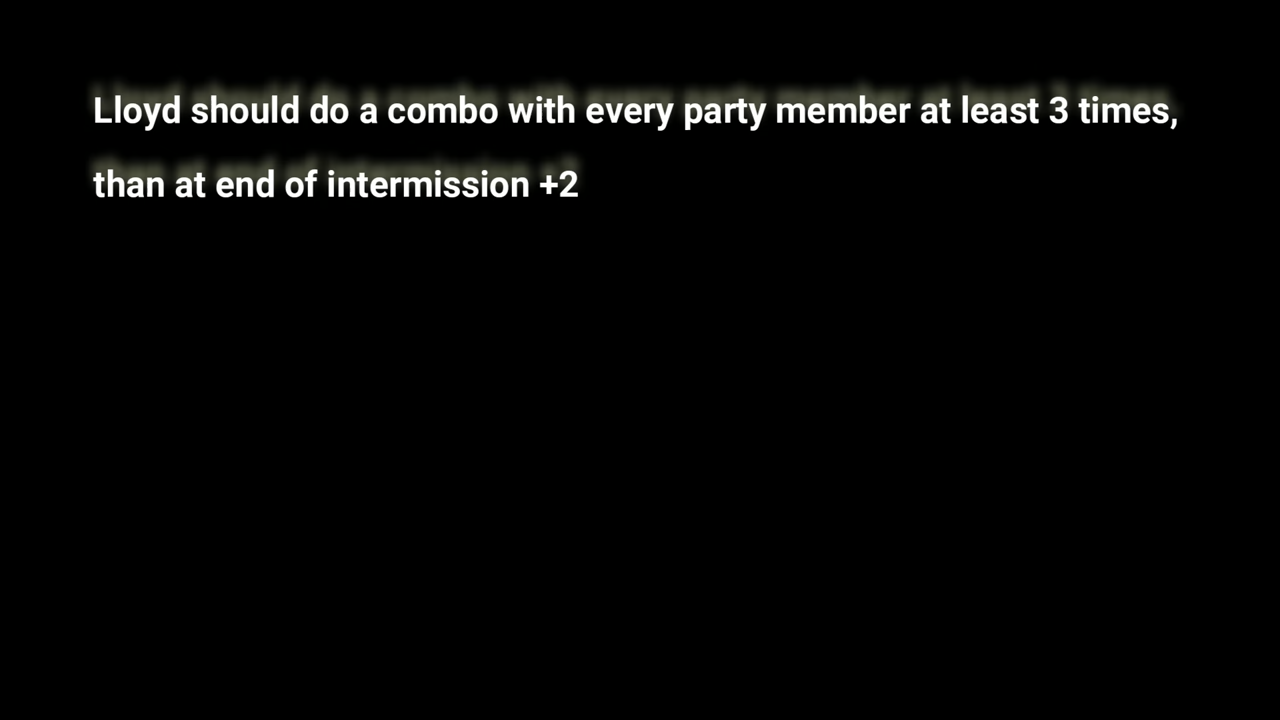 Lloyd should do a combo with every party member at least 3 times,
than at end of intermission +2